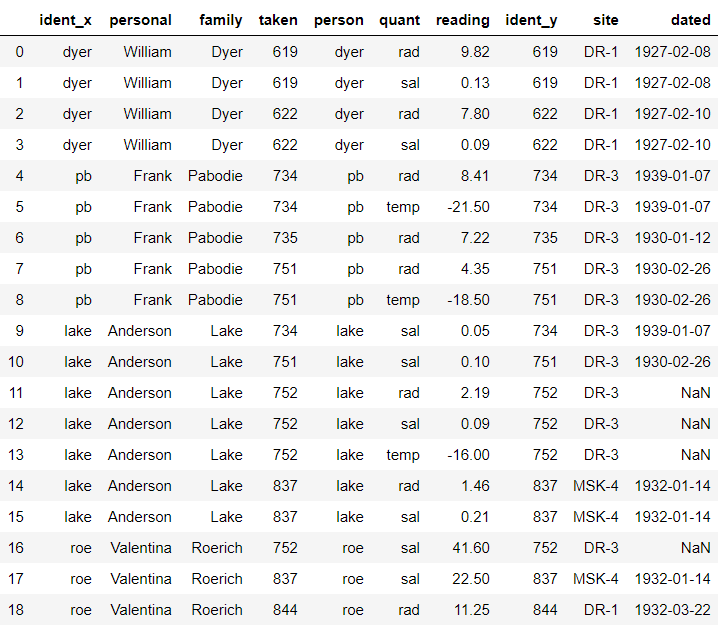 ident_x personal family taken person quant reading ident_y site dated
0 dyer William Dyer 619 dyer rad 9.82 619 DR-1 1927-02-08
1 dyer William Dyer 619 dyer sal 0.13 619 DR-1 1927-02-08
2 dyer William Dyer 622 dyer rad 7.80 622 DR-1 1927-02-10
3 dyer William Dyer 622 dyer sal 0.09 622 DR-1 1927-02-10
4 pb Frank Pabodie 734 pb rad 8.41 734 DR-3 1939-01-07
5 pb Frank Pabodie 734 pb temp -21.50 734 DR-3 1939-01-07
6 pb Frank Pabodie 735 pb rad 7.22 735 DR-3 1930-01-12
7 pb Frank Pabodie 751 pb rad 4.35 751 DR-3 1930-02-26
8 pb Frank Pabodie 751 pb temp -18.50 751 DR-3 1930-02-26
9 lake Anderson Lake 734 lake sal 0.05 734 DR-3 1939-01-07
10 lake Anderson Lake 751 lake sal 0.10 751 DR-3 1930-02-26
11 lake Anderson Lake 752 lake rad 2.19 752 DR-3 NaN
12 lake Anderson Lake 752 lake sal 0.09 752 DR-3 NaN
13 lake Anderson Lake 752 lake temp -16.00 752 DR-3 NaN
14 lake Anderson Lake 837 lake rad 1.46 837 MSK-4 1932-01-14
15 lake Anderson Lake 837 lake sal 0.21 837 MSK-4 1932-01-14
16 roe Valentina Roerich 752 roe sal 41.60 752 DR-3 NaN
17 roe Valentina Roerich 837 roe sal 22.50 837 MSK-4 1932-01-14
18 roe Valentina Roerich 844 roe rad 11.25 844 DR-1 1932-03-22